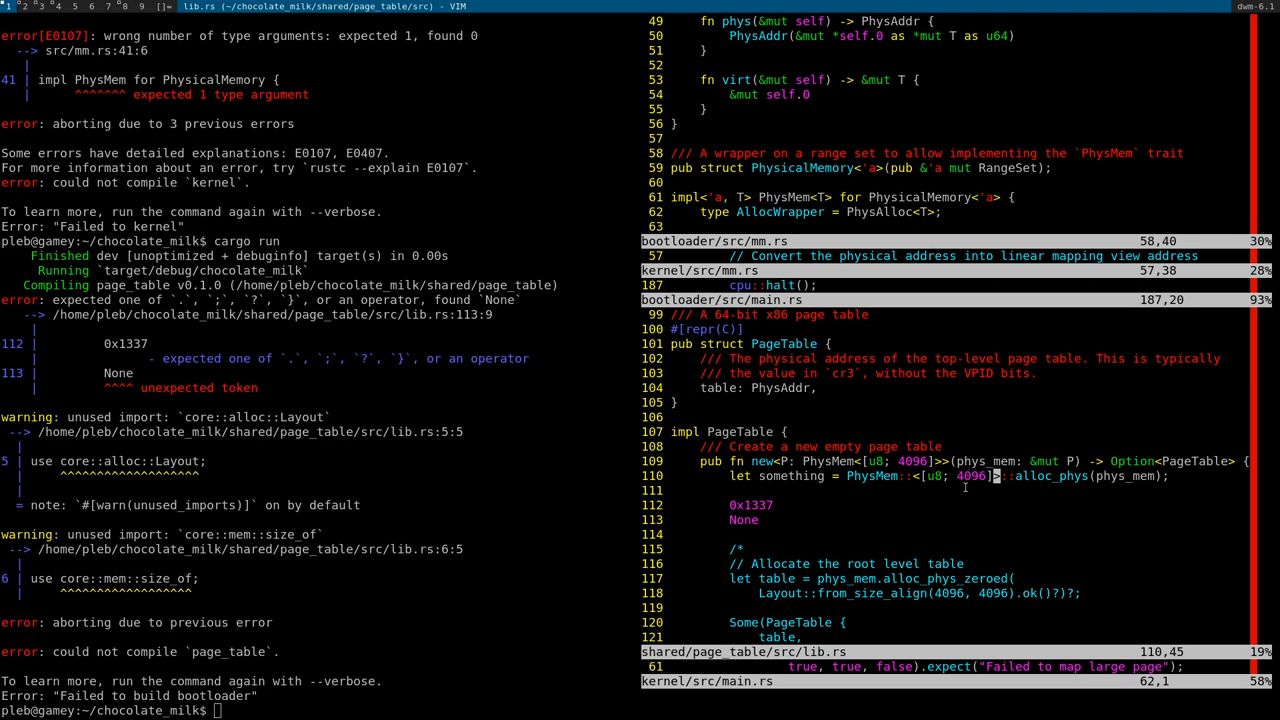 1 2 3 4 5 6 7 8 9 []= lib.rs (~/chocolate_milk/shared/page_table/src) - VIM dwm-6.1
error[E0107]: wrong number of type arguments: expected 1, found 0
--> src/mm.rs:41:6
|
41 | impl PhysMem for PhysicalMemory {
| ^^^^^^^ expected 1 type argument
error: aborting due to 3 previous errors
Some errors have detailed explanations: E0107, E0407.
For more information about an error, try `rustc --explain E0107`.
error: could not compile `kernel`.
To learn more, run the command again with --verbose.
Error: "Failed to kernel"
pleb@gamey:~/chocolate_milk$ cargo run
Finished dev [unoptimized + debuginfo] target(s) in 0.00s
Running `target/debug/chocolate_milk`
Compiling page_table v0.1.0 (/home/pleb/chocolate_milk/shared/page_table)
error: expected one of `.`, `;`, `?`, `}`, or an operator, found `None`
--> /home/pleb/chocolate_milk/shared/page_table/src/lib.rs:113:9
|
112 | 0x1337
| - expected one of `.`, `;`, `?`, `}`, or an operator
113 | None
| ^^^^ unexpected token
warning: unused import: `core::alloc::Layout`
--> /home/pleb/chocolate_milk/shared/page_table/src/lib.rs:5:5
|
5 | use core::alloc::Layout;
| ^^^^^^^^^^^^^^^^^^^
|
= note: `#[warn(unused_imports)]` on by default
warning: unused import: `core::mem::size_of`
--> /home/pleb/chocolate_milk/shared/page_table/src/lib.rs:6:5
|
6 | use core::mem::size_of;
| ^^^^^^^^^^^^^^^^^^
error: aborting due to previous error
error: could not compile `page_table`.
To learn more, run the command again with --verbose.
Error: "Failed to build bootloader"
pleb@gamey:~/chocolate_milk$
49 fn phys(&mut self) -> PhysAddr {
50 PhysAddr(&mut *self.0 as *mut T as u64)
51 }
52
53 fn virt(&mut self) -> &mut T {
54 &mut self.0
55 }
56 }
57
58 /// A wrapper on a range set to allow implementing the `PhysMem` trait
59 pub struct PhysicalMemory<'a>(pub &'a mut RangeSet);
60
61 impl<'a, T> PhysMem<T> for PhysicalMemory<'a> {
62 type AllocWrapper = PhysAlloc<T>;
63
bootloader/src/mm.rs 58,40 30%
57 // Convert the physical address into linear mapping view address
kernel/src/mm.rs 57,38 28%
187 cpu::halt();
bootloader/src/main.rs 187,20 93%
99 /// A 64-bit x86 page table
100 #[repr(C)]
101 pub struct PageTable {
102 /// The physical address of the top-level page table. This is typically
103 /// the value in `cr3`, without the VPID bits.
104 table: PhysAddr,
105 }
106
107 impl PageTable {
108 /// Create a new empty page table
109 pub fn new<P: PhysMem<[u8; 4096]>>(phys_mem: &mut P) -> Option<PageTable> {
110 let something = PhysMem::<[u8; 4096]>::alloc_phys(phys_mem);
111
112 0x1337
113 None
114
115 /*
116 // Allocate the root level table
117 let table = phys_mem.alloc_phys_zeroed(
118 Layout::from_size_align(4096, 4096).ok()?)?;
119
120 Some(PageTable {
121 table,
shared/page_table/src/lib.rs 110,45 19%
61 true, true, false).expect("Failed to map large page");
kernel/src/main.rs 62,1 58%